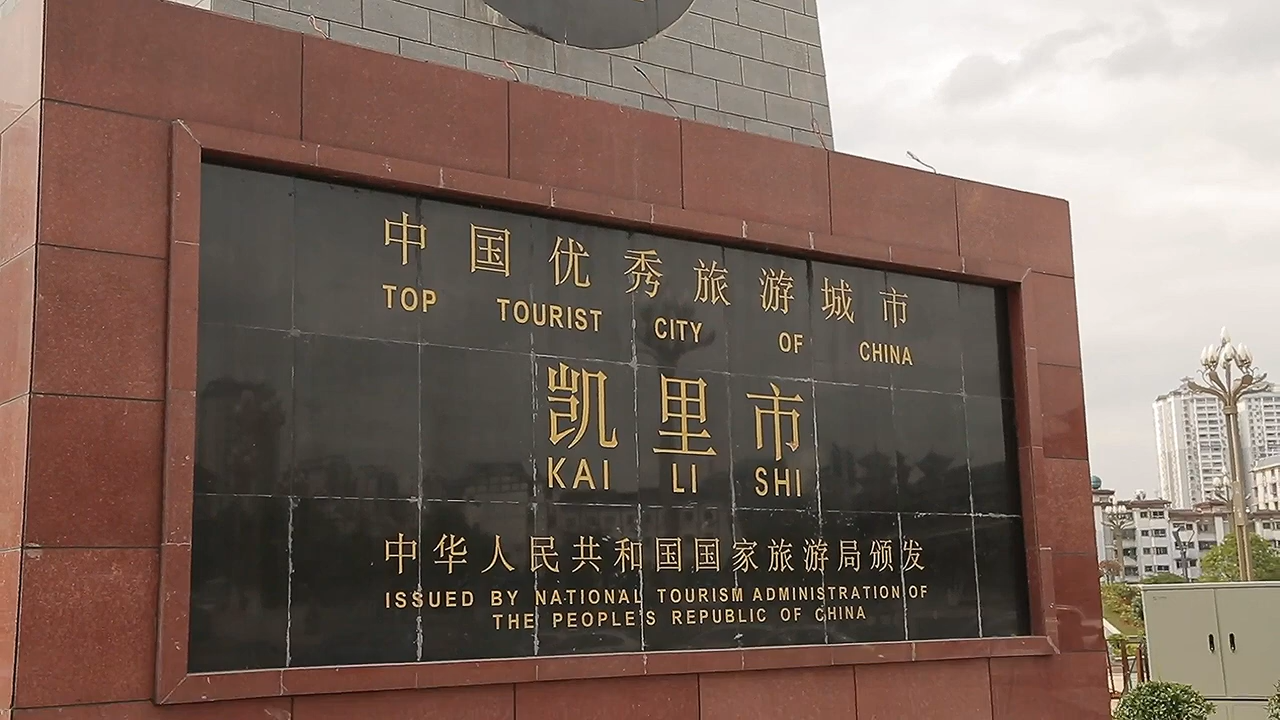 中国优秀旅游城市
TOP TOURIST CITY OF CHINA
凯里市
KAI LI SHI
中华人民共和国国家旅游局颁发
ISSUED BY NATIONAL TOURISM ADMINISTRATION OF
THE PEOPLE'S REPUBLIC OF CHINA